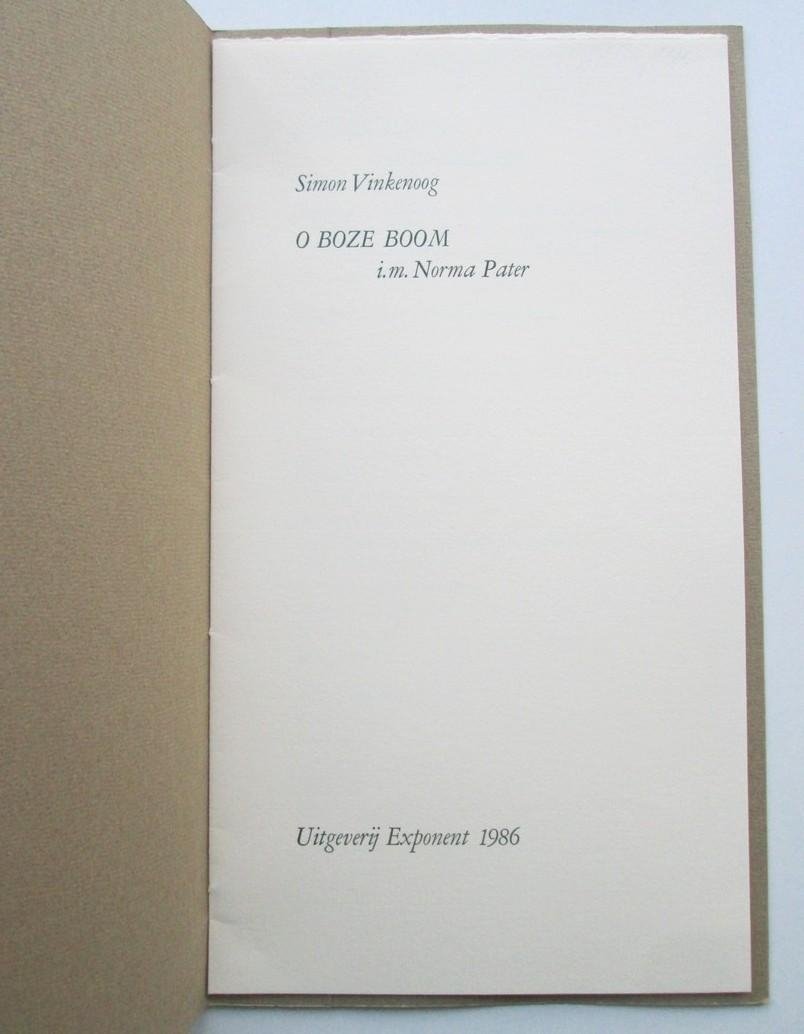 Simon Vinkenoog
O BOZE BOOM
i.m. Norma Pater
Uitgeverij Exponent 1986